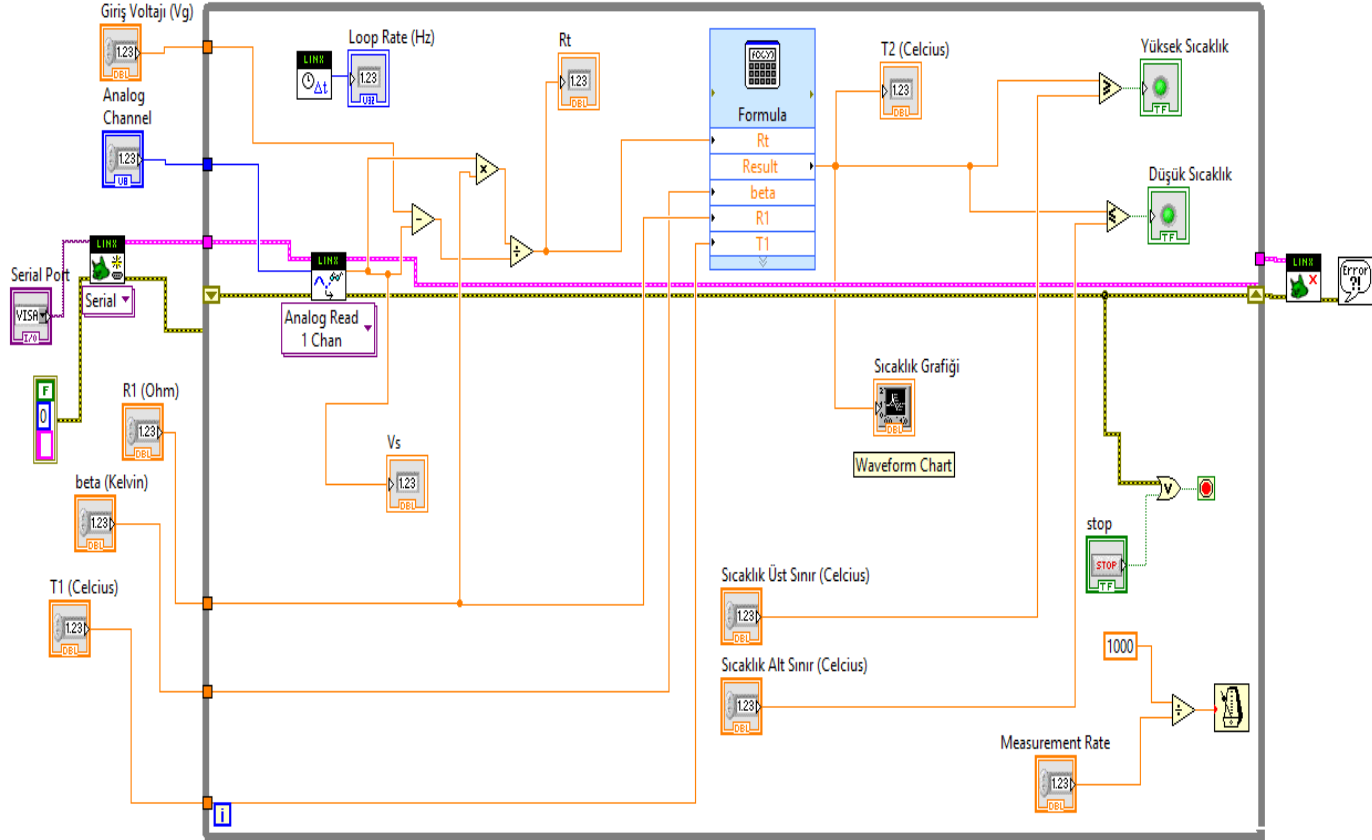 Giriş Voltajı (Vg)
1.23
DBL
Analog
Channel
1.23
U8
LINX
Serial
Serial Port
VISA
I/O
F
0
R1 (Ohm)
1.23
DBL
beta (Kelvin)
1.23
DBL
T1 (Celcius)
1.23
DBL
i
LINX
Δt
Loop Rate (Hz)
1.23
U32
Rt
1.23
DBL
x
-
÷
LINX
Analog Read
1 Chan
Vs
1.23
DBL
Formula
Rt
Result
beta
R1
T1
T2 (Celcius)
1.23
DBL
Yüksek Sıcaklık
TF
Düşük Sıcaklık
TF
Sıcaklık Grafiği
DBL
Waveform Chart
stop
STOP
TF
Sıcaklık Üst Sınır (Celcius)
1.23
DBL
Sıcaklık Alt Sınır (Celcius)
1.23
DBL
1000
÷
Measurement Rate
1.23
DBL
LINX
Error
?!